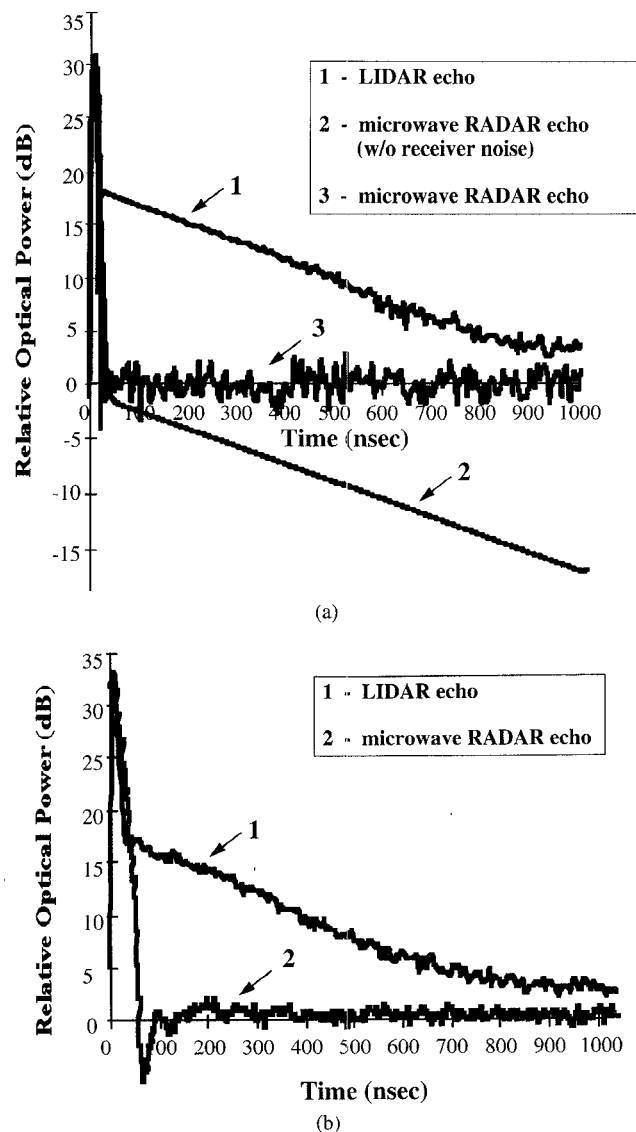 35
30
25
20
15
10
5
0
-5
-10
-15
Relative Optical Power (dB)
1 - LIDAR echo
2 - microwave RADAR echo
(w/o receiver noise)
3 - microwave RADAR echo
1
3
2
0 100 200 300 400 500 600 700 800 900 1000
Time (nsec)
(a)
35
30
25
20
15
10
5
0
Relative Optical Power (dB)
1 - LIDAR echo
2 - microwave RADAR echo
1
2
0 100 200 300 400 500 600 700 800 900 1000
Time (nsec)
(b)